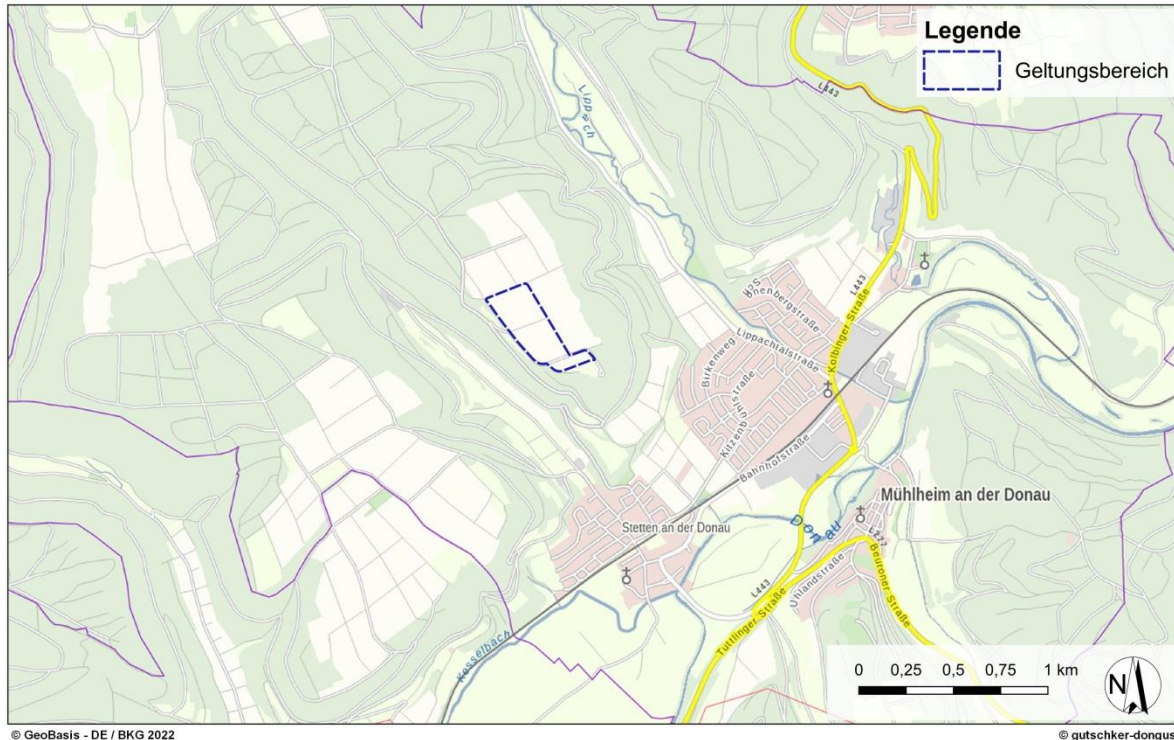 Legende
Geltungsbereich
L443
Lippach
L443
Schönenbergstraße
Kolbinger Straße
Lippachtalstraße
Birkenweg
Kitzenbühlstraße
Bahnhofstraße
Mühlheim an der Donau
Stetten an der Donau
Donau
L277
Uhlandstraße
Beuroner Straße
L443
Tuttlinger Straße
Kesselbach
0 0,25 0,5 0,75 1 km
N
© GeoBasis - DE / BKG 2022
© gutschker-dongus